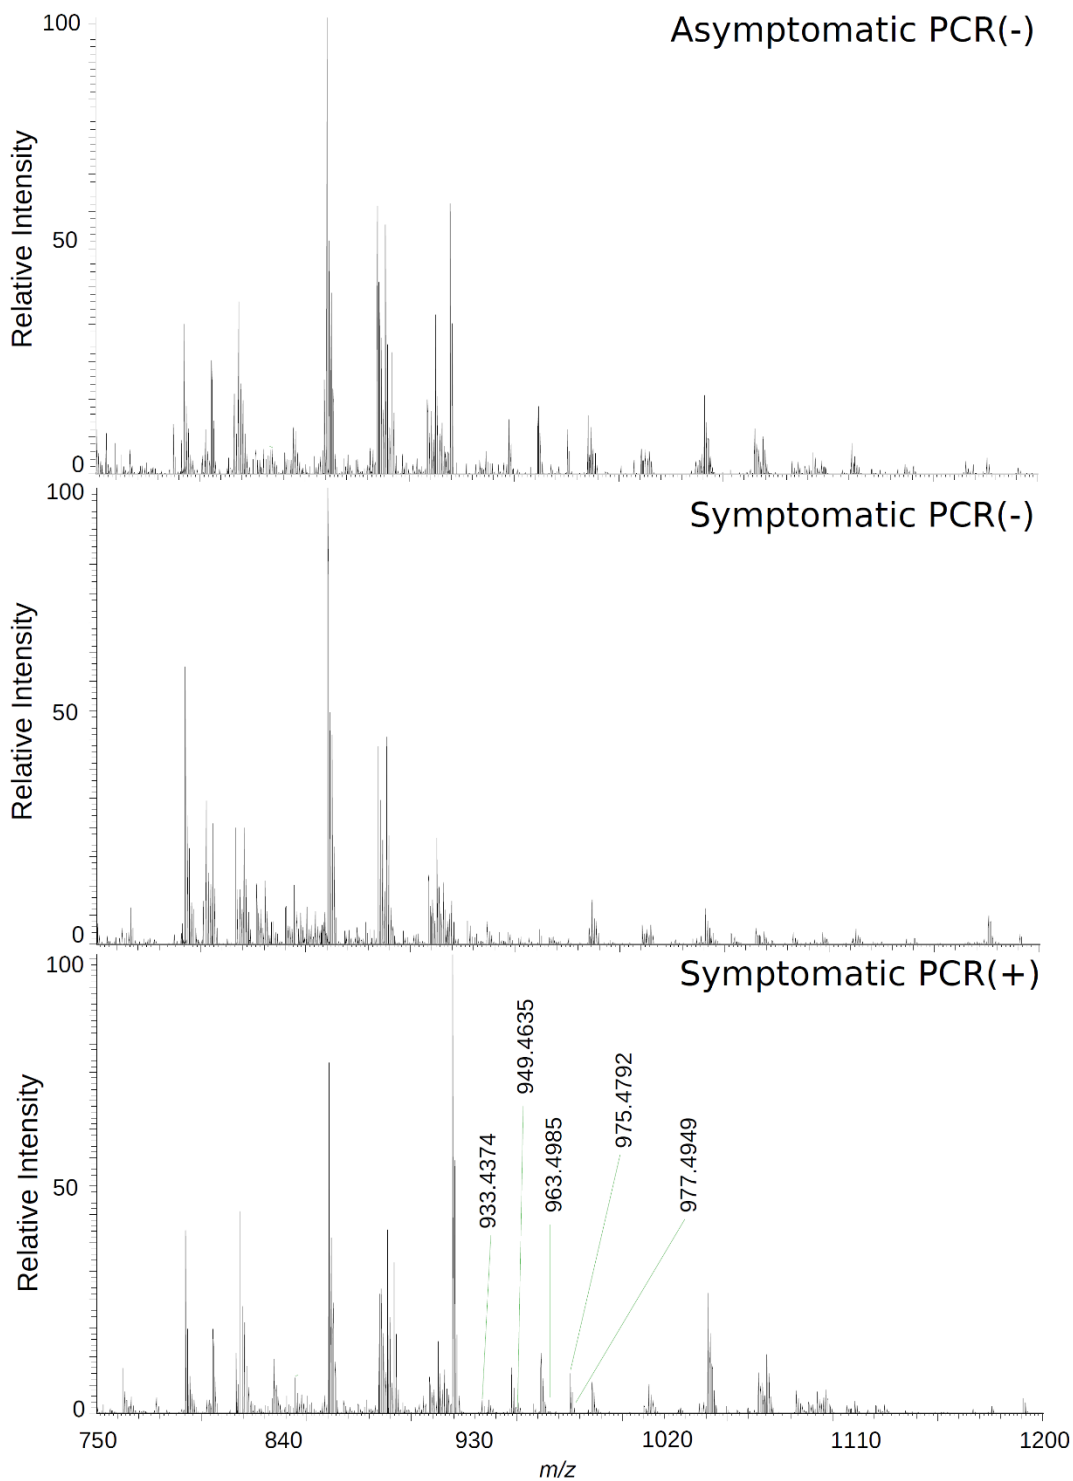 Asymptomatic PCR(-)
100
50
0
Relative Intensity
Symptomatic PCR(-)
100
50
0
Relative Intensity
Symptomatic PCR(+)
100
50
0
Relative Intensity
933.4374
949.4635
963.4985
975.4792
977.4949
750 840 930 1020 1110 1200
m/z